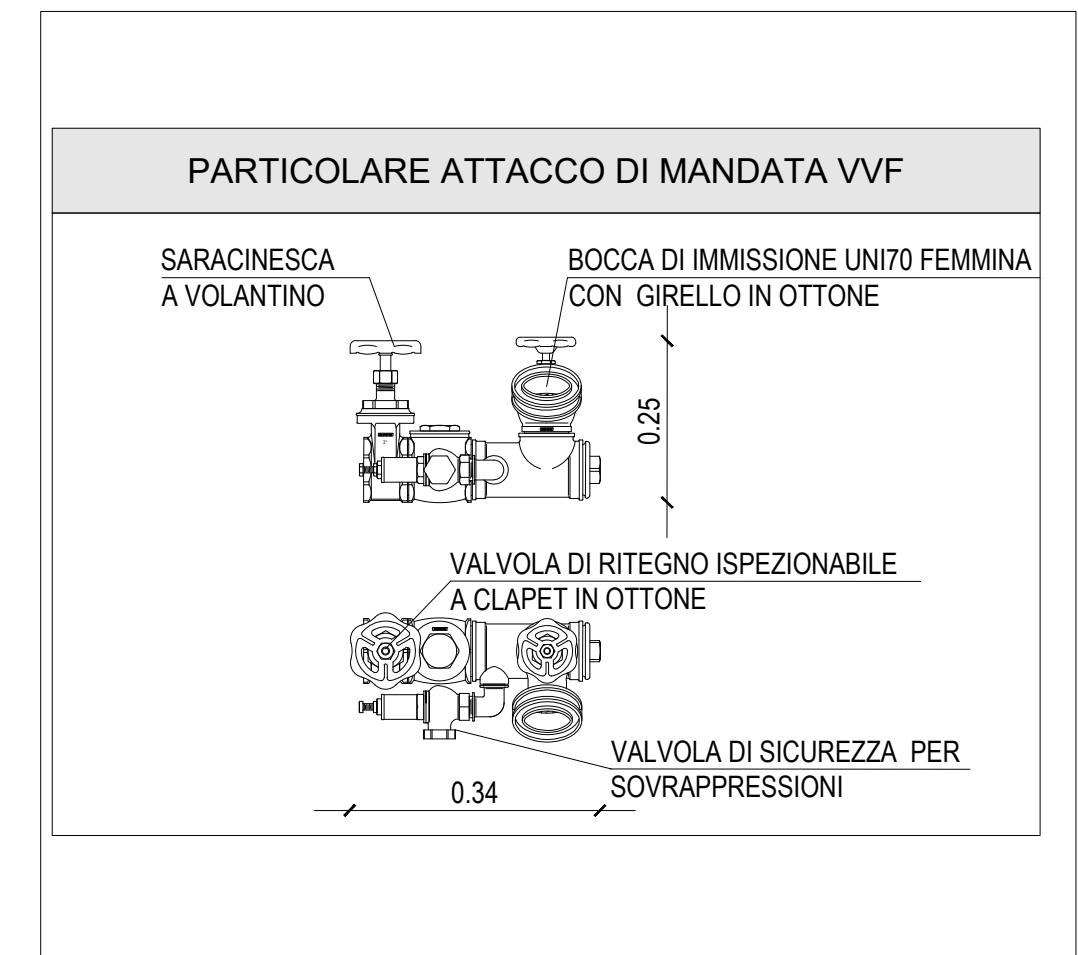 PARTICOLARE ATTACCO DI MANDATA VVF
SARACINESCA
A VOLANTINO
BOCCA DI IMMISSIONE UNI70 FEMMINA
CON GIRELLO IN OTTONE
0.25
VALVOLA DI RITEGNO ISPEZIONABILE
A CLAPET IN OTTONE
VALVOLA DI SICUREZZA PER
SOVRAPPRESSIONI
0.34